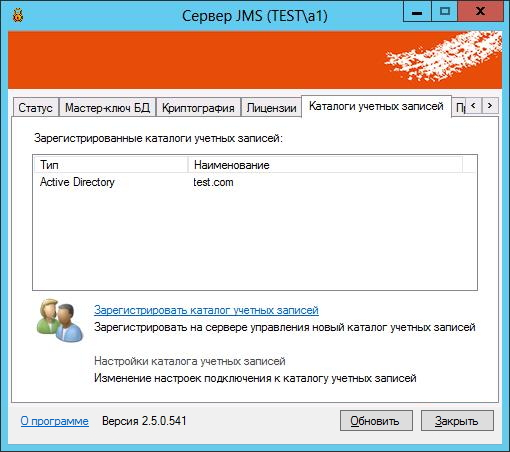 Сервер JMS (TEST\a1)
Статус Мастер-ключ БД Криптография Лицензии Каталоги учетных записей
Зарегистрированные каталоги учетных записей:
Тип Наименование
Active Directory test.com
Зарегистрировать каталог учетных записей
Зарегистрировать на сервере управления новый каталог учетных записей
Настройки каталога учетных записей
Изменение настроек подключения к каталогу учетных записей
О программе Версия 2.5.0.541 Обновить Закрыть